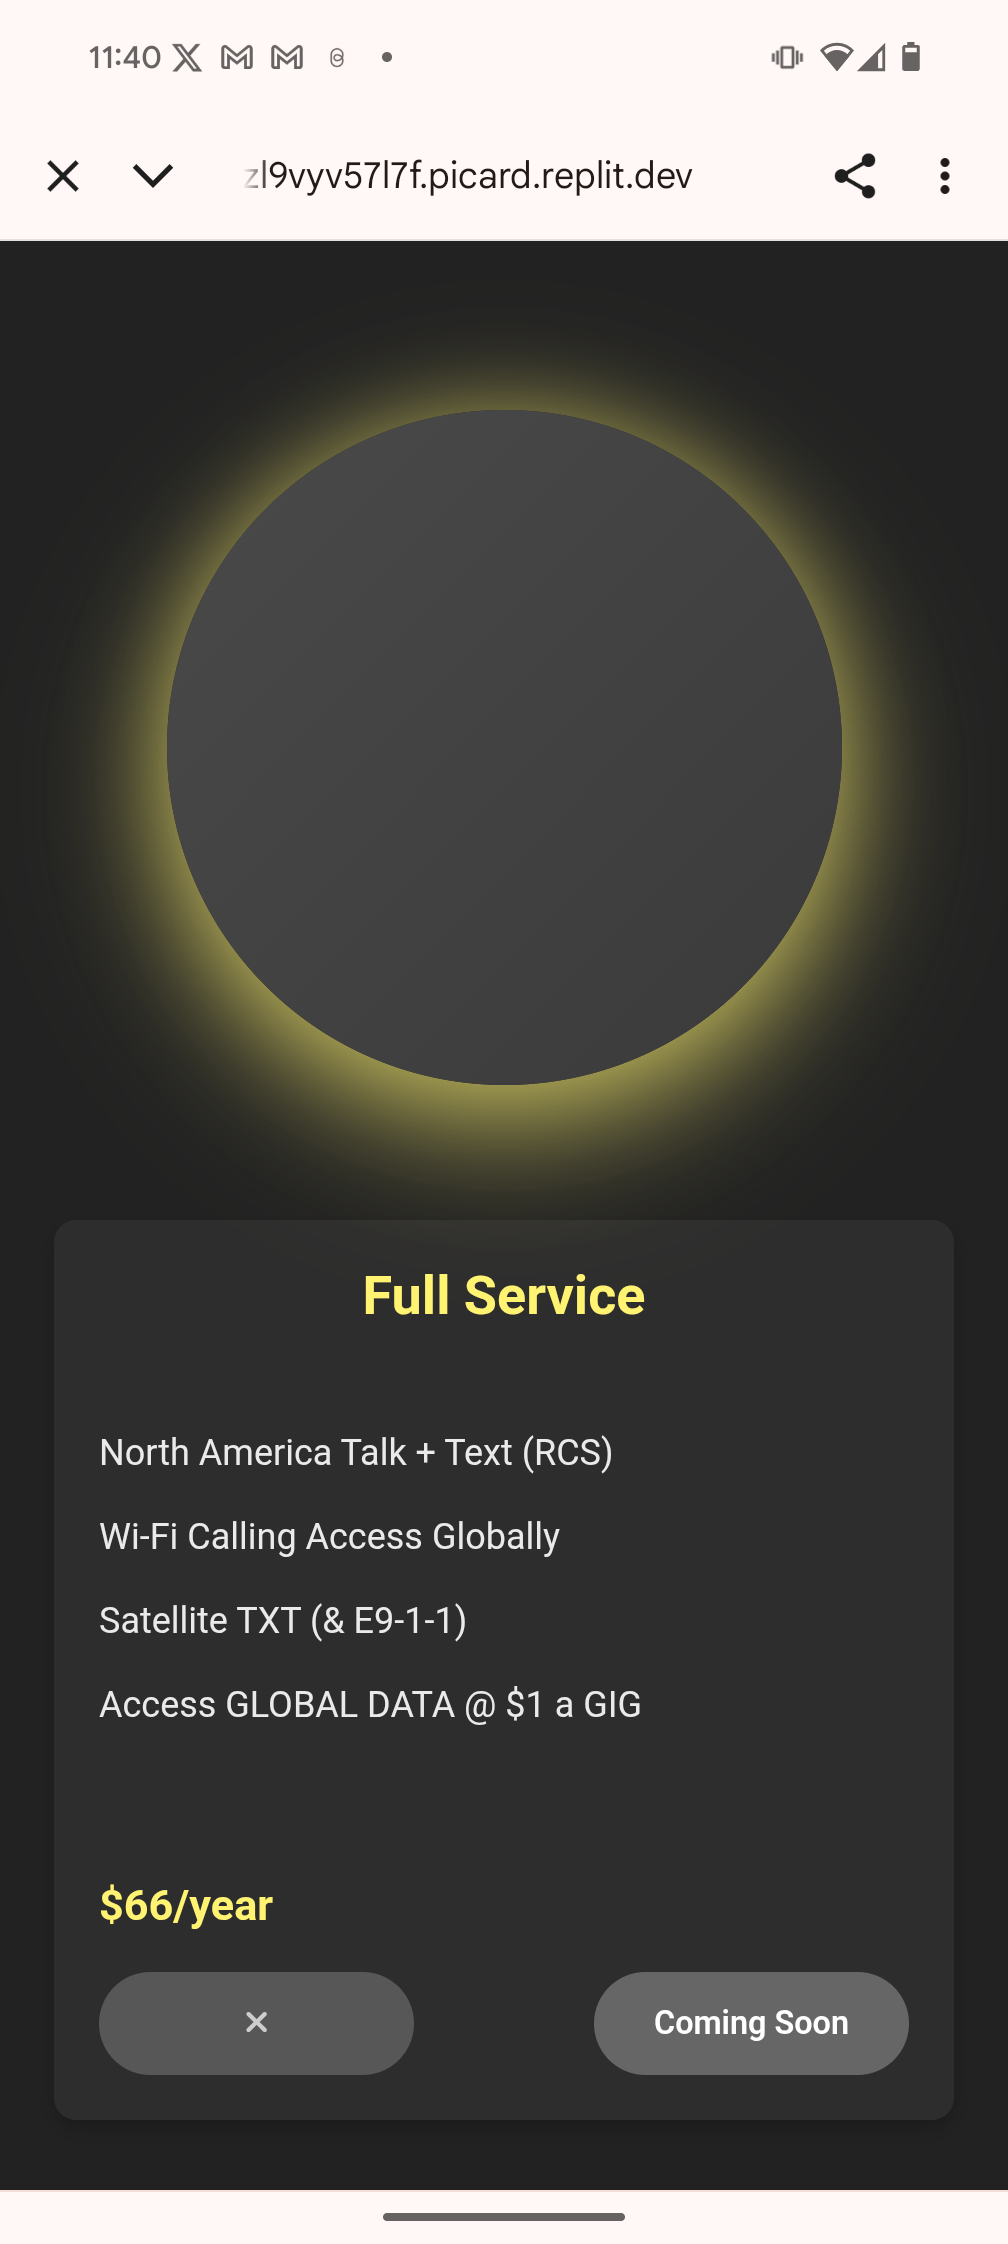 11:40
zl9vyv57l7f.picard.replit.dev
Full Service
North America Talk + Text (RCS)
Wi-Fi Calling Access Globally
Satellite TXT (& E9-1-1)
Access GLOBAL DATA @ $1 a GIG
$66/year
Coming Soon